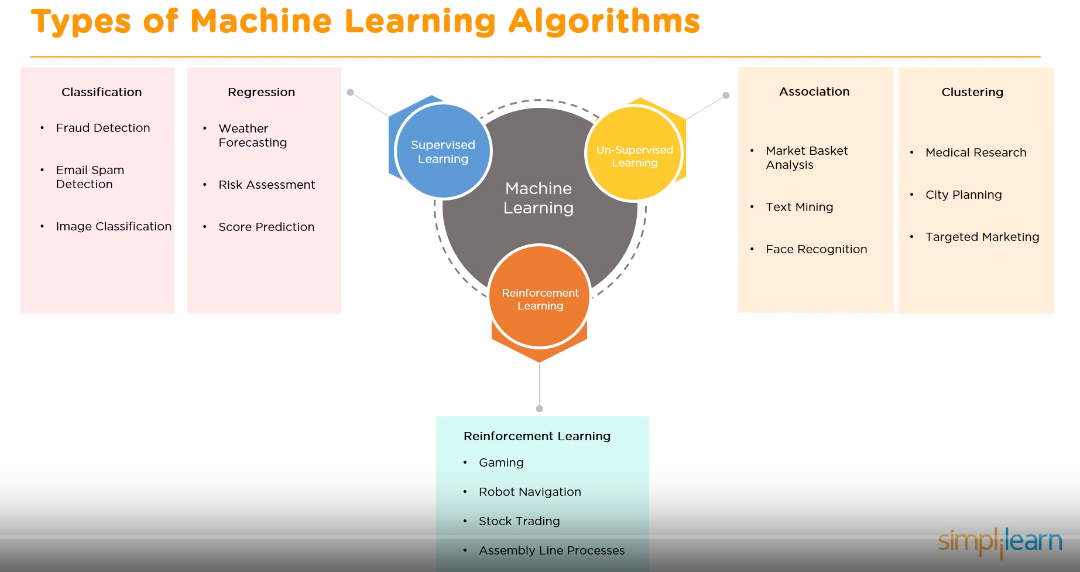 Types of Machine Learning Algorithms
Classification
• Fraud Detection
• Email Spam
Detection
• Image Classification
Regression
• Weather
Forecasting
• Risk Assessment
• Score Prediction
Supervised
Learning
Machine
Learning
Un-Supervised
Learning
Reinforcement
Learning
Association
• Market Basket
Analysis
• Text Mining
• Face Recognition
Clustering
• Medical Research
• City Planning
• Targeted Marketing
Reinforcement Learning
• Gaming
• Robot Navigation
• Stock Trading
• Assembly Line Processes
simplilearn